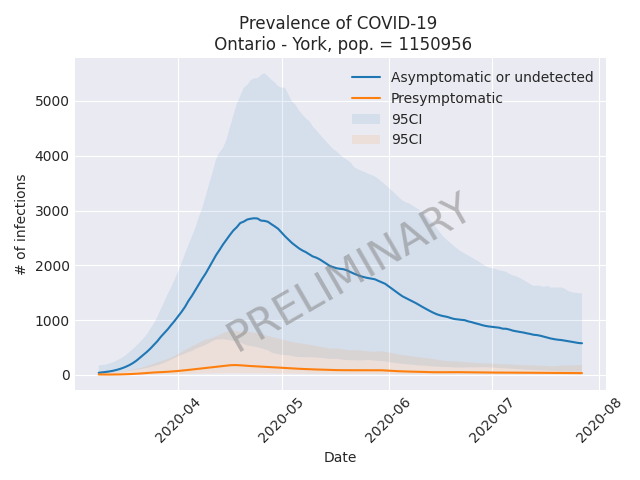 Prevalence of COVID-19
Ontario - York, pop. = 1150956
Asymptomatic or undetected
Presymptomatic
95CI
95CI
5000
4000
3000
2000
1000
0
# of infections
PRELIMINARY
2020-04
2020-05
2020-06
2020-07
2020-08
Date